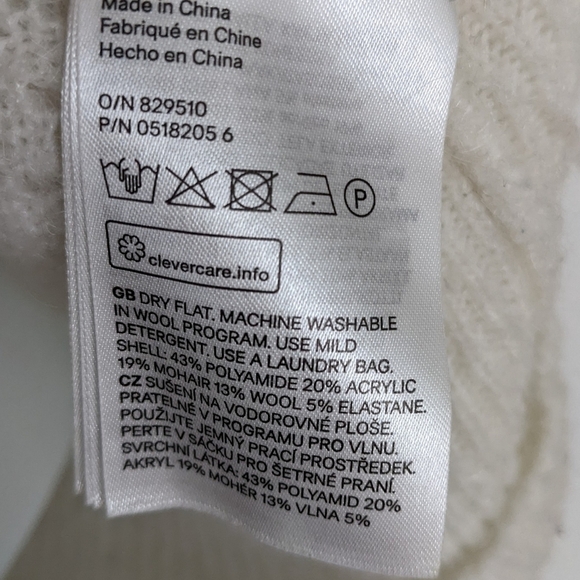 Made in China
Fabriqué en Chine
Hecho en China
O/N 829510
P/N 0518205 6
P
clevercare.info
GB DRY FLAT. MACHINE WASHABLE
IN WOOL PROGRAM. USE MILD
DETERGENT. USE A LAUNDRY BAG.
SHELL: 43% POLYAMIDE 20% ACRYLIC
19% MOHAIR 13% WOOL 5% ELASTANE.
CZ SUŠENÍ NA VODOROVNÉ PLOŠE.
PRATELNÉ V PROGRAMU PRO VLNU.
POUŽIJTE JEMNÝ PRACÍ PROSTŘEDEK.
PERTE V SÁČKU PRO ŠETRNÉ PRANÍ.
SVRCHNÍ LÁTKA: 43% POLYAMID 20%
AKRYL 19% MOHÉR 13% VLNA 5%